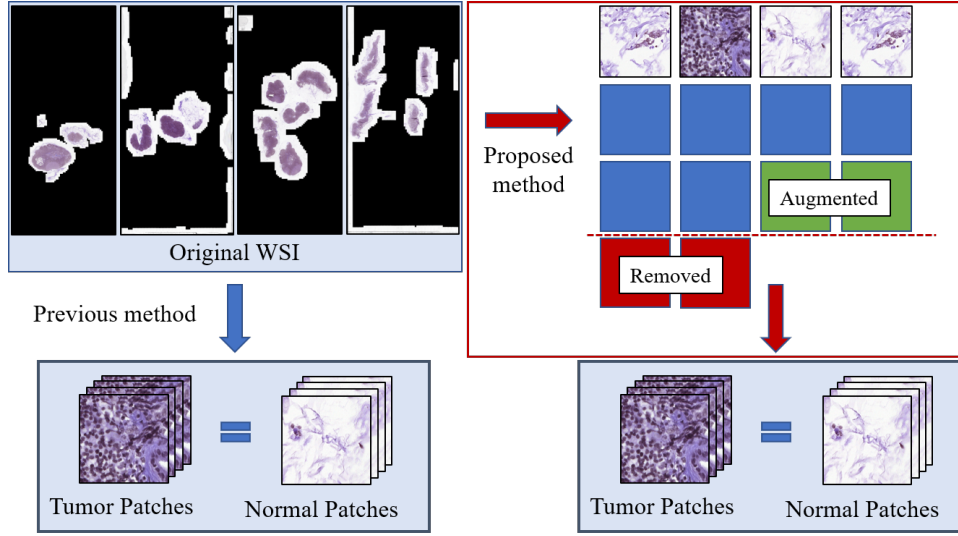 Original WSI
Previous method
Tumor Patches
Normal Patches
Proposed
method
Augmented
Removed
Tumor Patches
Normal Patches